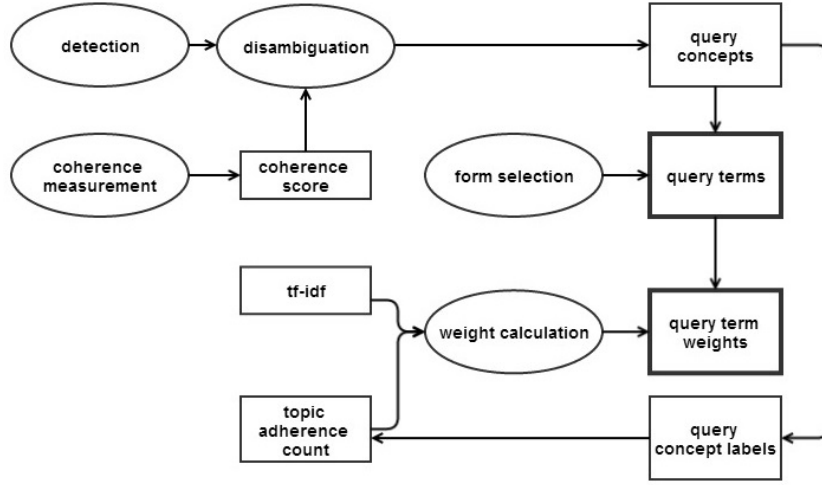 detection
disambiguation
query
concepts
coherence
measurement
coherence
score
form selection
query terms
tf-idf
weight calculation
query term
weights
topic
adherence
count
query
concept labels